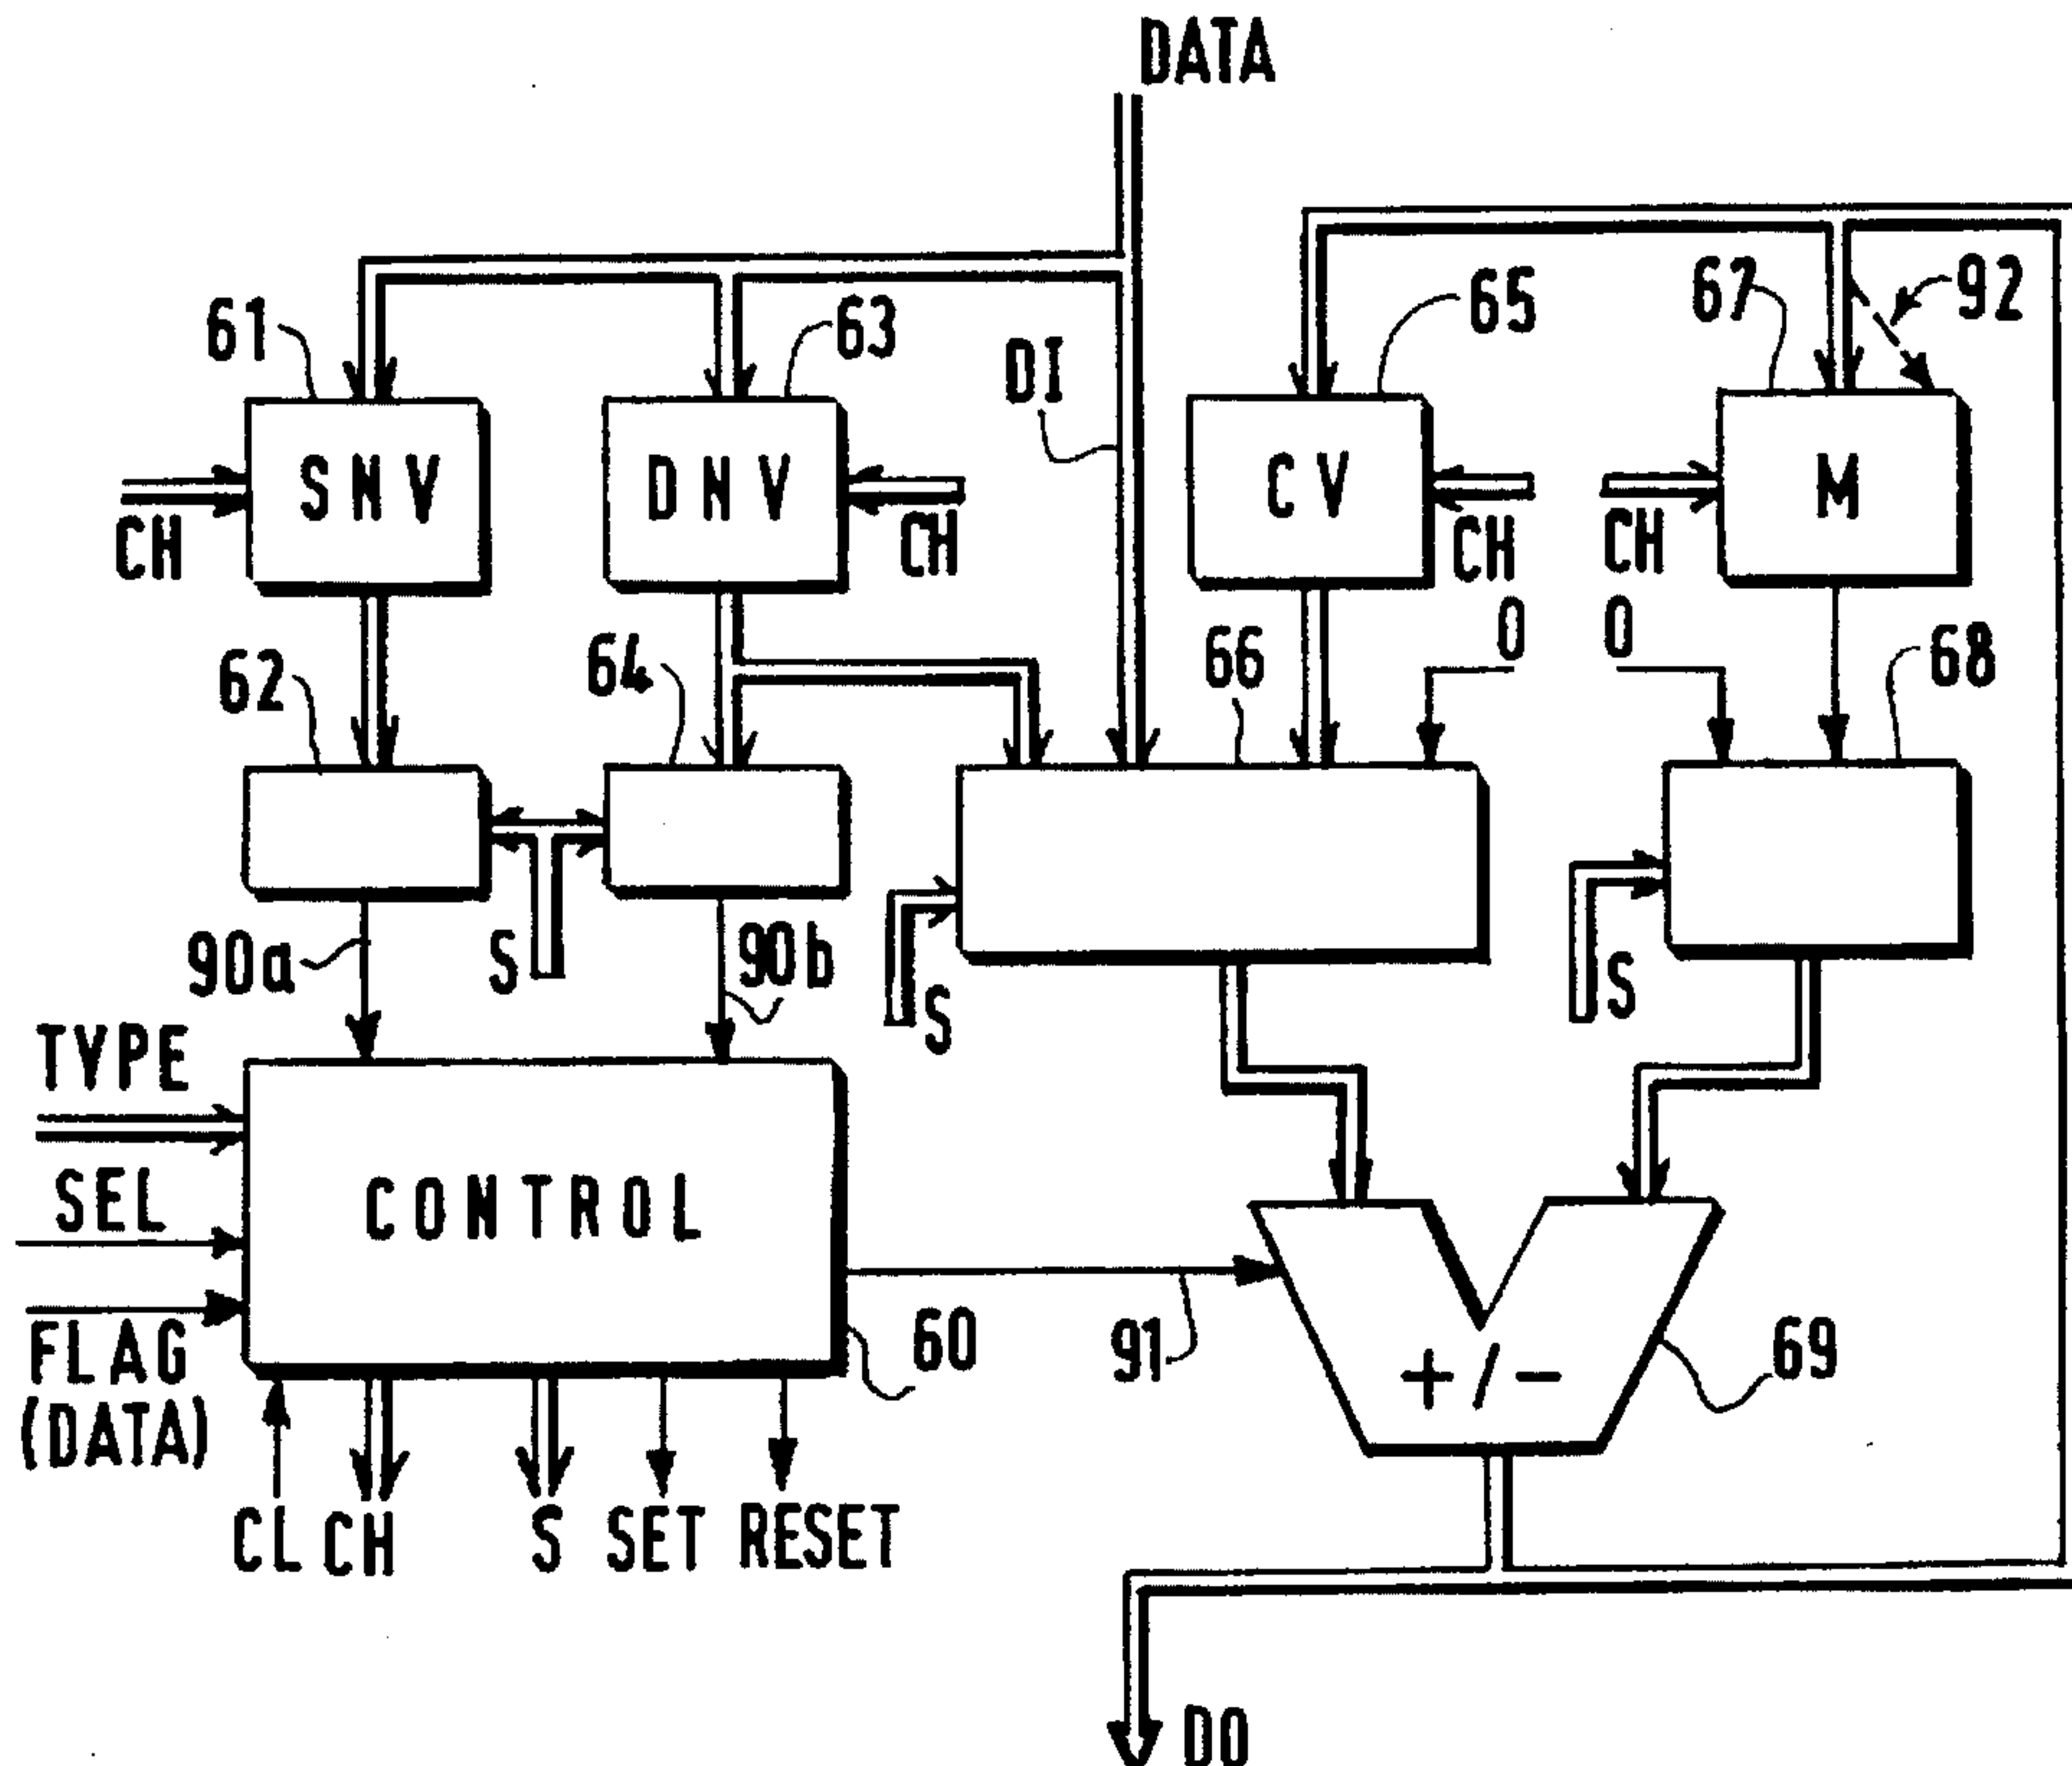 DATA
61
63
DI
65
67
92
SNV
DNV
CV
M
CH
CH
CH
CH
0
0
62
64
66
68
90a
S
90b
S
S
TYPE
SEL
CONTROL
FLAG
(DATA)
60
91
+/-
69
CL CH S SET RESET
DO